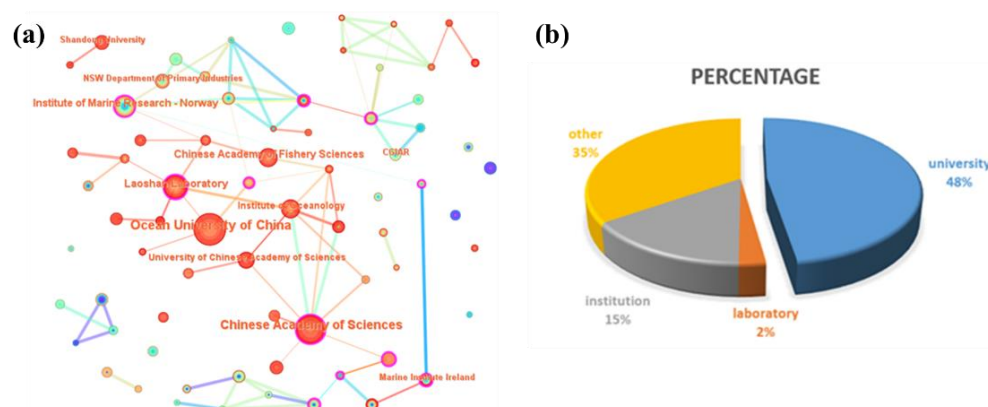 (a)
Shandong University
NSW Department of Primary Industries
Institute of Marine Research - Norway
Chinese Academy of Fishery Sciences
CGIAR
Laoshan Laboratory
Institute of Oceanology
Ocean University of China
University of Chinese Academy of Sciences
Chinese Academy of Sciences
Marine Institute Ireland
(b)
PERCENTAGE
other
35%
university
48%
institution
15%
laboratory
2%